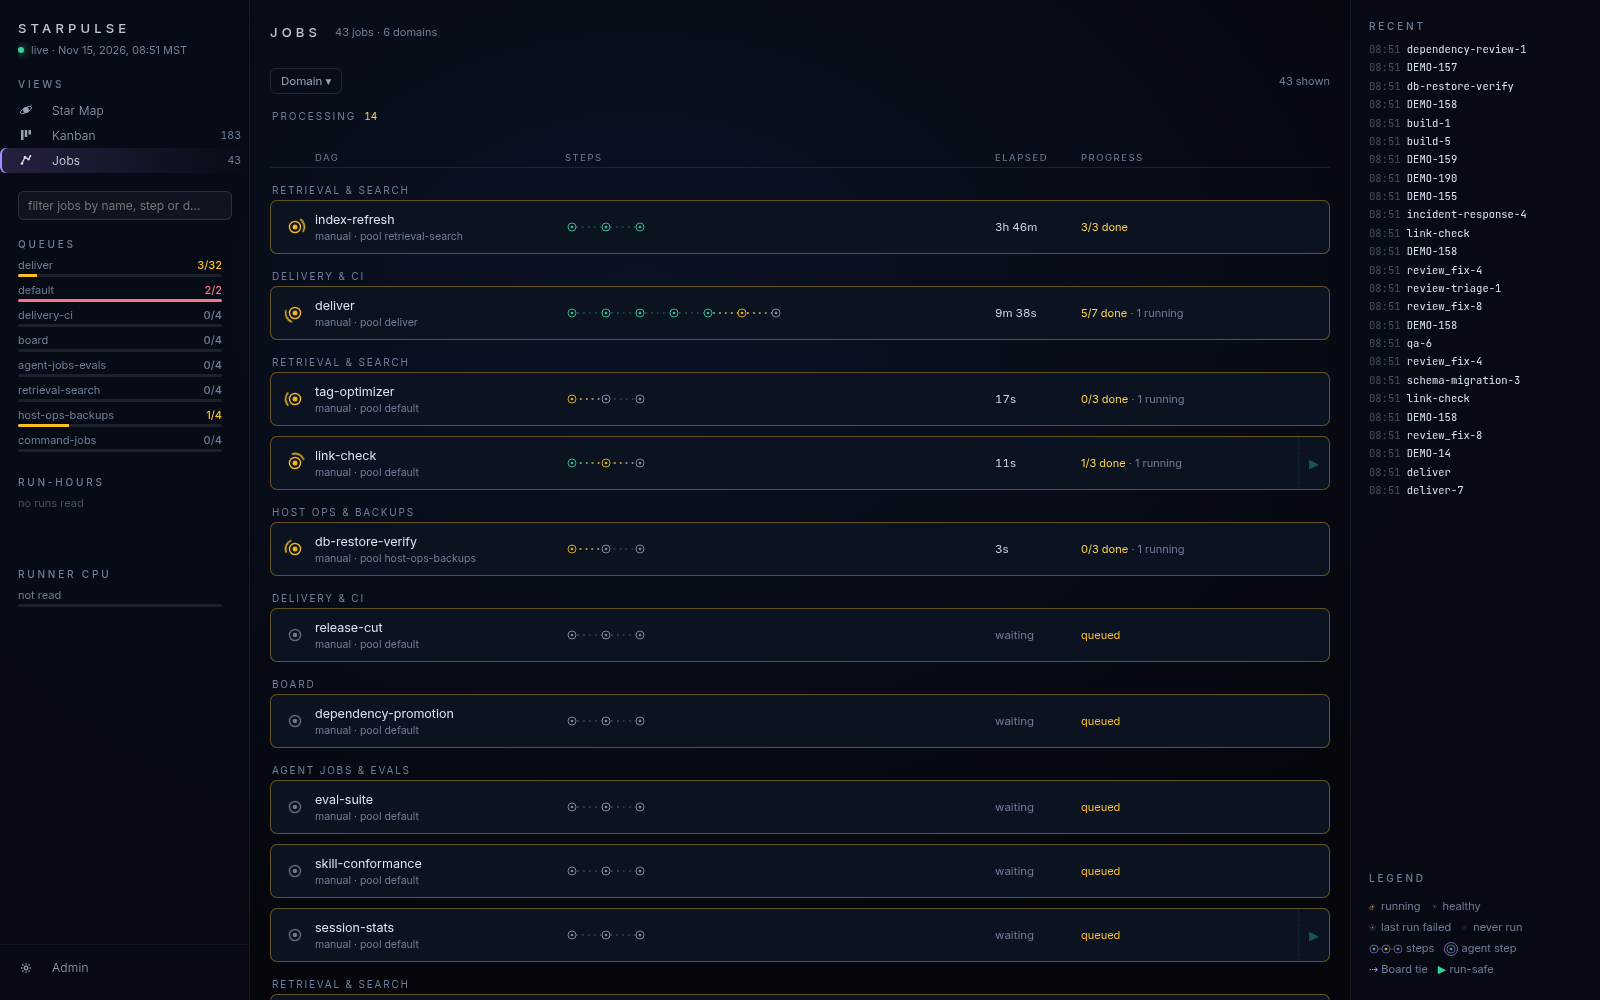 STARPULSE
live · Nov 15, 2026, 08:51 MST
VIEWS
Star Map
Kanban 183
Jobs 43
filter jobs by name, step or d...
QUEUES
deliver 3/32
default 2/2
delivery-ci 0/4
board 0/4
agent-jobs-evals 0/4
retrieval-search 0/4
host-ops-backups 1/4
command-jobs 0/4
RUN-HOURS
no runs read
RUNNER CPU
not read
Admin
JOBS 43 jobs · 6 domains
Domain ▾ 43 shown
PROCESSING 14
DAG STEPS ELAPSED PROGRESS
RETRIEVAL & SEARCH
index-refresh
manual · pool retrieval-search
3h 46m 3/3 done
DELIVERY & CI
deliver
manual · pool deliver
9m 38s 5/7 done · 1 running
RETRIEVAL & SEARCH
tag-optimizer
manual · pool default
17s 0/3 done · 1 running
link-check
manual · pool default
11s 1/3 done · 1 running
HOST OPS & BACKUPS
db-restore-verify
manual · pool host-ops-backups
3s 0/3 done · 1 running
DELIVERY & CI
release-cut
manual · pool default
waiting queued
BOARD
dependency-promotion
manual · pool default
waiting queued
AGENT JOBS & EVALS
eval-suite
manual · pool default
waiting queued
skill-conformance
manual · pool default
waiting queued
session-stats
manual · pool default
waiting queued
RETRIEVAL & SEARCH
RECENT
08:51 dependency-review-1
08:51 DEMO-157
08:51 db-restore-verify
08:51 DEMO-158
08:51 build-1
08:51 build-5
08:51 DEMO-159
08:51 DEMO-190
08:51 DEMO-155
08:51 incident-response-4
08:51 link-check
08:51 DEMO-158
08:51 review_fix-4
08:51 review-triage-1
08:51 review_fix-8
08:51 DEMO-158
08:51 qa-6
08:51 review_fix-4
08:51 schema-migration-3
08:51 link-check
08:51 DEMO-158
08:51 review_fix-8
08:51 DEMO-14
08:51 deliver
08:51 deliver-7
LEGEND
running healthy
last run failed never run
steps agent step
Board tie run-safe